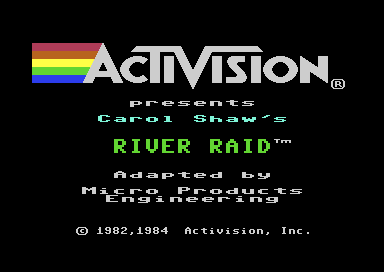 ACTIVISION®
presents
Carol Shaw's
RIVER RAID™
Adapted by
Micro Products
Engineering
© 1982,1984 Activision, Inc.